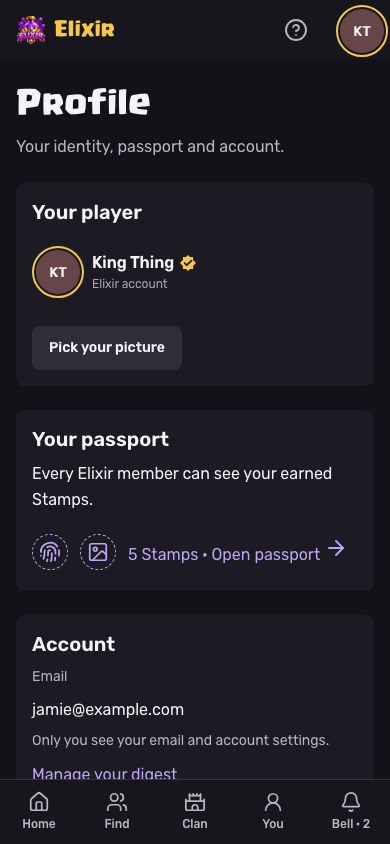 Elixir
KT
Profile
Your identity, passport and account.
Your player
KT
King Thing
Elixir account
Pick your picture
Your passport
Every Elixir member can see your earned
Stamps.
5 Stamps • Open passport
Account
Email
jamie@example.com
Only you see your email and account settings.
Manage your digest
Home
Find
Clan
You
Bell • 2